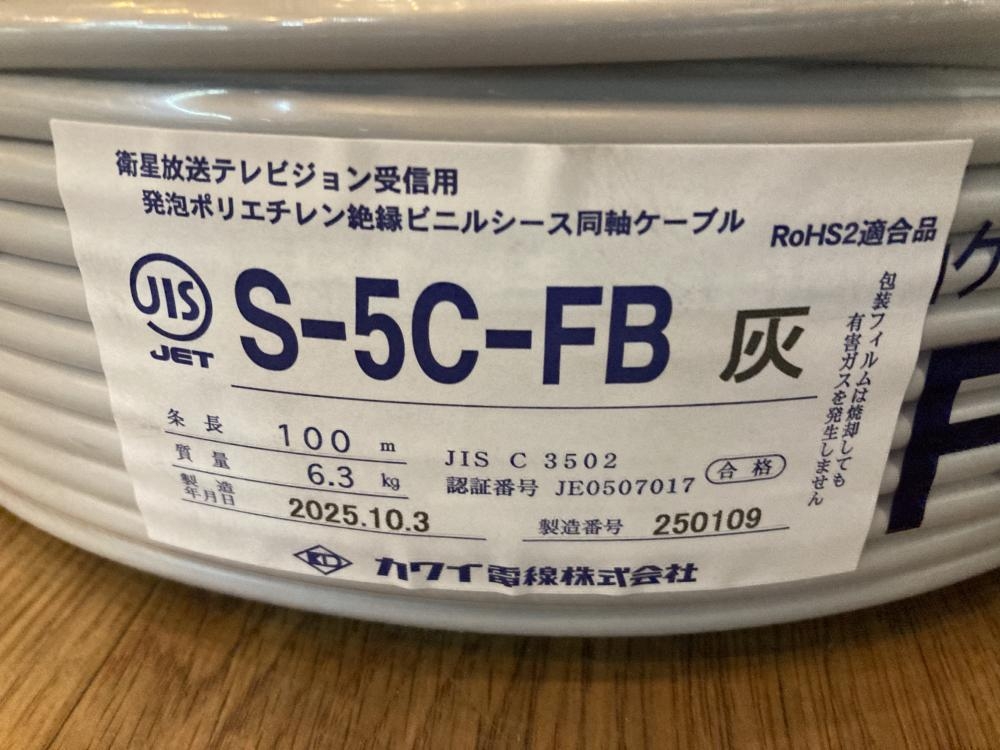 衛星放送テレビジョン受信用
発泡ポリエチレン絶縁ビニルシース同軸ケーブル
RoHS2適合品
JIS
JET
S-5C-FB 灰
包装フィルムは焼却しても
有害ガスを発生しません
条長 100 m
質量 6.3 kg
製造年月日 2025.10.3
JIS C 3502
認証番号 JE0507017 合格
製造番号 250109
カワイ電線株式会社